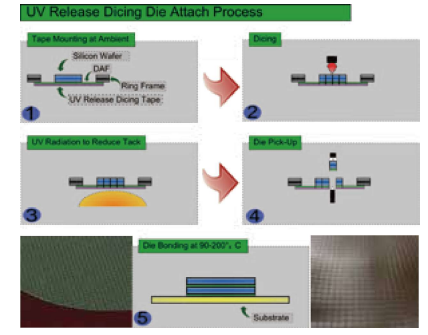 UV Release Dicing Die Attach Process
Tape Mounting at Ambient
Silicon Wafer
DAF
Ring Frame
UV Release Dicing Tape
1
Dicing
2
UV Radiation to Reduce Tack
3
Die Pick-Up
4
Die Bonding at 90-200°, C
5
Substrate